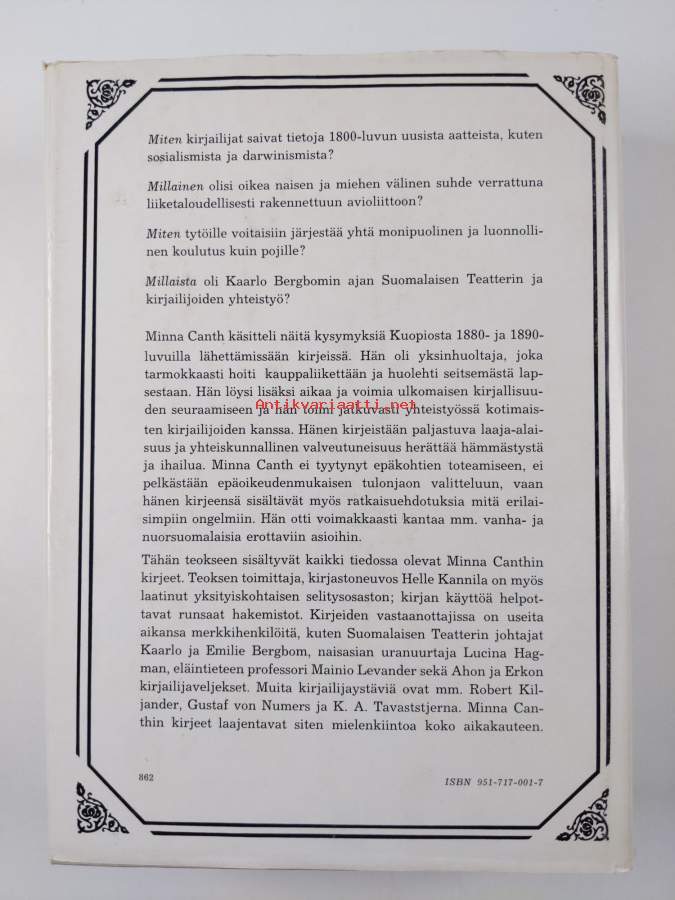 Miten kirjailijat saivat tietoja 1800-luvun uusista aatteista, kuten
sosialismista ja darwinismista?
Millainen olisi oikea naisen ja miehen välinen suhde verrattuna
liiketaloudellisesti rakennettuun avioliittoon?
Miten tytöille voitaisiin järjestää yhtä monipuolinen ja luonnolli-
nen koulutus kuin pojille?
Millaista oli Kaarlo Bergbomin ajan Suomalaisen Teatterin ja
kirjailijoiden yhteistyö?
Minna Canth käsitteli näitä kysymyksiä Kuopiosta 1880- ja 1890-
luvuilla lähettämissään kirjeissä. Hän oli yksinhuoltaja, joka
tarmokkaasti hoiti kauppaliikettään ja huolehti seitsemästä lap-
sestaan. Hän löysi lisäksi aikaa ja voimia ulkomaisen kirjallisuu-
Antikvariaatti.net
den seuraamiseen ja hän toimi jatkuvasti yhteistyössä kotimais-
ten kirjailijoiden kanssa. Hänen kirjeistään paljastuva laaja-alai-
suus ja yhteiskunnallinen valveutuneisuus herättää hämmästystä
ja ihailua. Minna Canth ei tyytynyt epäkohtien toteamiseen, ei
pelkästään epäoikeudenmukaisen tulonjaon valitteluun, vaan
hänen kirjeensä sisältävät myös ratkaisuehdotuksia mitä erilai-
simpiin ongelmiin. Hän otti voimakkaasti kantaa mm. vanha- ja
nuorsuomalaisia erottaviin asioihin.
Tähän teokseen sisältyvät kaikki tiedossa olevat Minna Canthin
kirjeet. Teoksen toimittaja, kirjastoneuvos Helle Kannila on myös
laatinut yksityiskohtaisen selitysosaston; kirjan käyttöä helpot-
tavat runsaat hakemistot. Kirjeiden vastaanottajissa on useita
aikansa merkkihenkilöitä, kuten Suomalaisen Teatterin johtajat
Kaarlo ja Emilie Bergbom, naisasian uranuurtaja Lucina Hag-
man, eläintieteen professori Mainio Levander sekä Ahon ja Erkon
kirjailijaveljekset. Muita kirjailijaystäviä ovat mm. Robert Kil-
jander, Gustaf von Numers ja K. A. Tavaststjerna. Minna Can-
thin kirjeet laajentavat siten mielenkiintoa koko aikakauteen.
862
ISBN 951-717-001-7